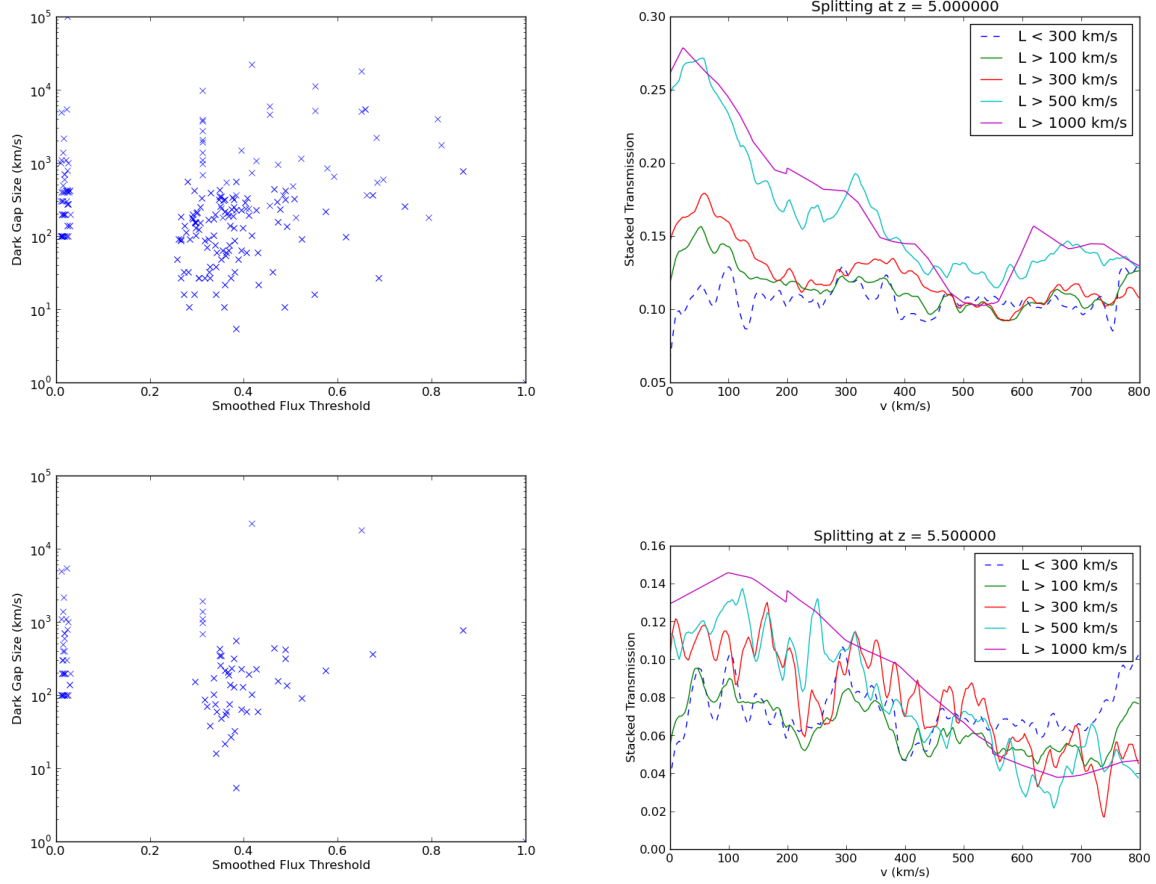 10^5
10^4
10^3
10^2
10^1
10^0
Dark Gap Size (km/s)
0.0 0.2 0.4 0.6 0.8 1.0
Smoothed Flux Threshold
Splitting at z = 5.000000
0.30
0.25
0.20
0.15
0.10
0.05
Stacked Transmission
L < 300 km/s
L > 100 km/s
L > 300 km/s
L > 500 km/s
L > 1000 km/s
0 100 200 300 400 500 600 700 800
v (km/s)
10^5
10^4
10^3
10^2
10^1
10^0
Dark Gap Size (km/s)
0.0 0.2 0.4 0.6 0.8 1.0
Smoothed Flux Threshold
Splitting at z = 5.500000
0.16
0.14
0.12
0.10
0.08
0.06
0.04
0.02
0.00
Stacked Transmission
L < 300 km/s
L > 100 km/s
L > 300 km/s
L > 500 km/s
L > 1000 km/s
0 100 200 300 400 500 600 700 800
v (km/s)